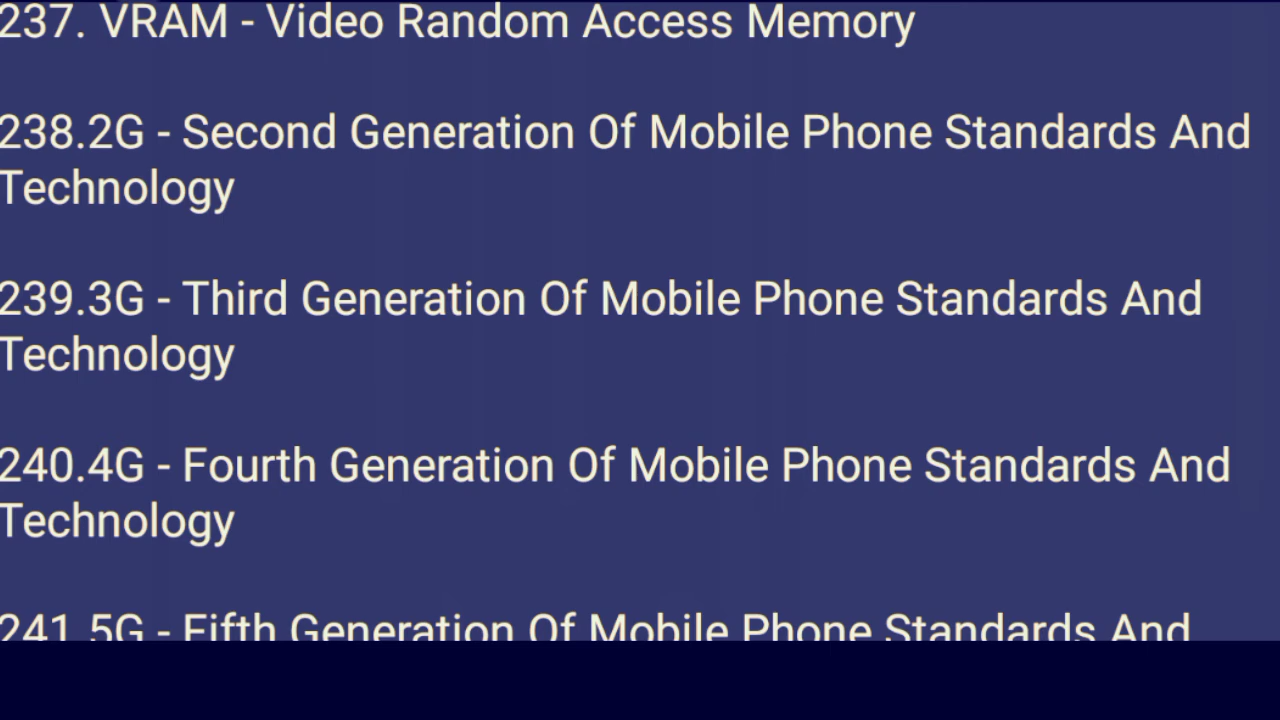 237. VRAM - Video Random Access Memory
238.2G - Second Generation Of Mobile Phone Standards And
Technology
239.3G - Third Generation Of Mobile Phone Standards And
Technology
240.4G - Fourth Generation Of Mobile Phone Standards And
Technology
241.5G - Fifth Generation Of Mobile Phone Standards And